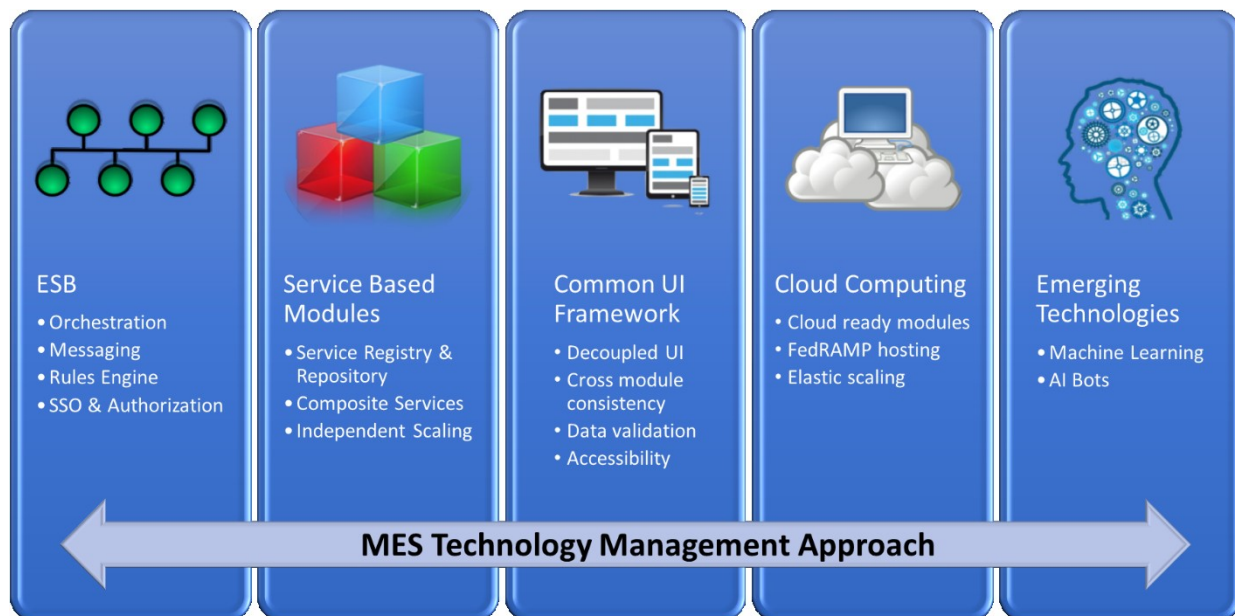 ESB
• Orchestration
• Messaging
• Rules Engine
• SSO & Authorization
Service Based
Modules
• Service Registry &
Repository
• Composite Services
• Independent Scaling
Common UI
Framework
• Decoupled UI
• Cross module
consistency
• Data validation
• Accessibility
Cloud Computing
• Cloud ready modules
• FedRAMP hosting
• Elastic scaling
Emerging
Technologies
• Machine Learning
• AI Bots
MES Technology Management Approach